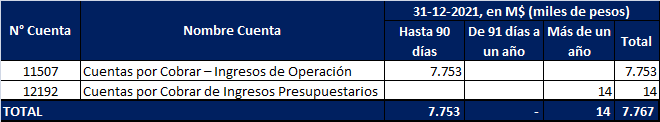 N° Cuenta Nombre Cuenta 31-12-2021, en M$ (miles de pesos)
Hasta 90 días De 91 días a un año Más de un año Total
11507 Cuentas por Cobrar – Ingresos de Operación 7.753 7.753
12192 Cuentas por Cobrar de Ingresos Presupuestarios 14 14
TOTAL 7.753 - 14 7.767